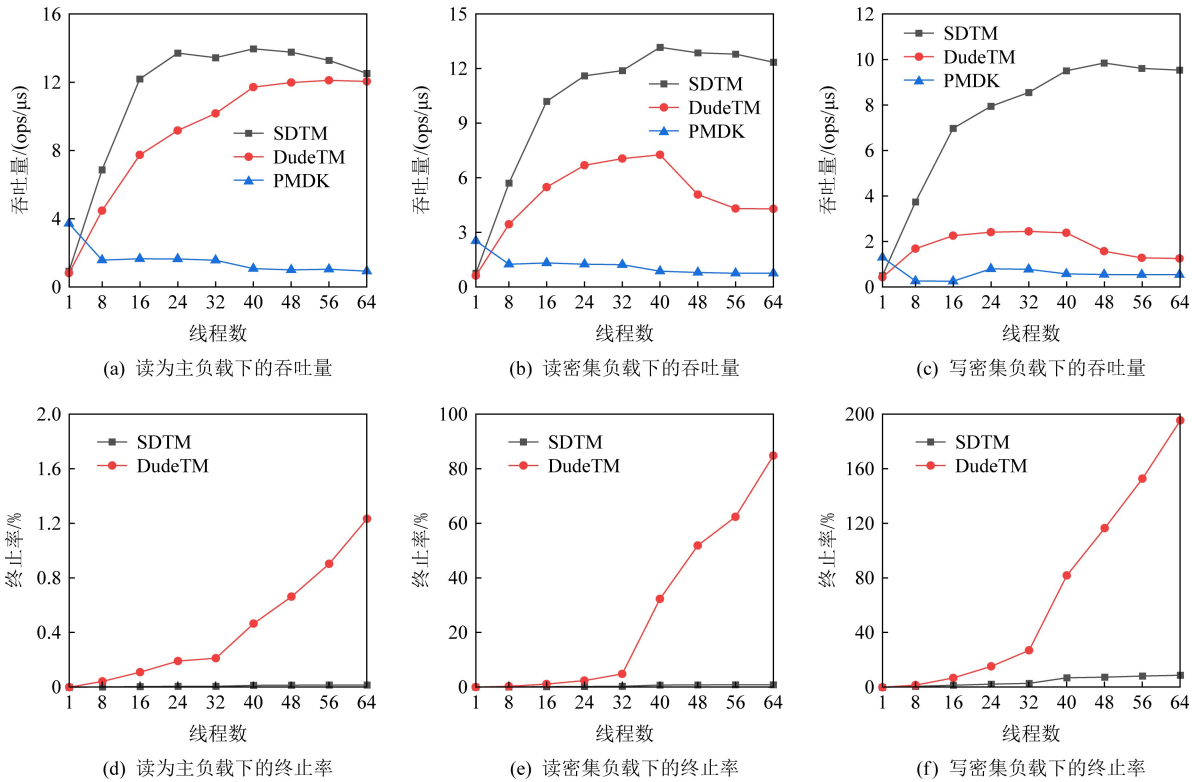 吞吐量/(ops/μs)
16
12
8
4
0
SDTM
DudeTM
PMDK
1 8 16 24 32 40 48 56 64
线程数
(a) 读为主负载下的吞吐量
吞吐量/(ops/μs)
15
12
9
6
3
0
SDTM
DudeTM
PMDK
1 8 16 24 32 40 48 56 64
线程数
(b) 读密集负载下的吞吐量
吞吐量/(ops/μs)
12
10
8
6
4
2
0
SDTM
DudeTM
PMDK
1 8 16 24 32 40 48 56 64
线程数
(c) 写密集负载下的吞吐量
终止率/%
2.0
1.6
1.2
0.8
0.4
0
SDTM
DudeTM
1 8 16 24 32 40 48 56 64
线程数
(d) 读为主负载下的终止率
终止率/%
100
80
60
40
20
0
SDTM
DudeTM
1 8 16 24 32 40 48 56 64
线程数
(e) 读密集负载下的终止率
终止率/%
200
160
120
80
40
0
SDTM
DudeTM
1 8 16 24 32 40 48 56 64
线程数
(f) 写密集负载下的终止率